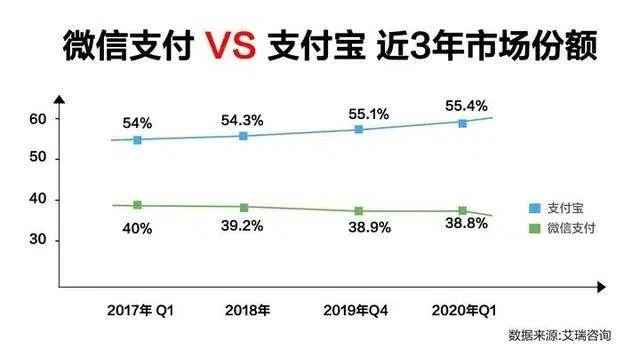 微信支付 VS 支付宝 近3年市场份额
60
54%
54.3%
55.1%
55.4%
50
40
40%
39.2%
38.9%
38.8%
30
支付宝
微信支付
2017年 Q1
2018年
2019年Q4
2020年Q1
数据来源:艾瑞咨询